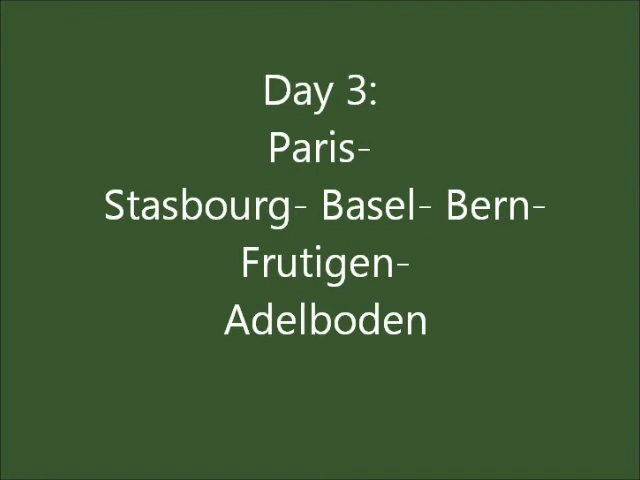 Day 3:
Paris-
Stasbourg- Basel- Bern-
Frutigen-
Adelboden